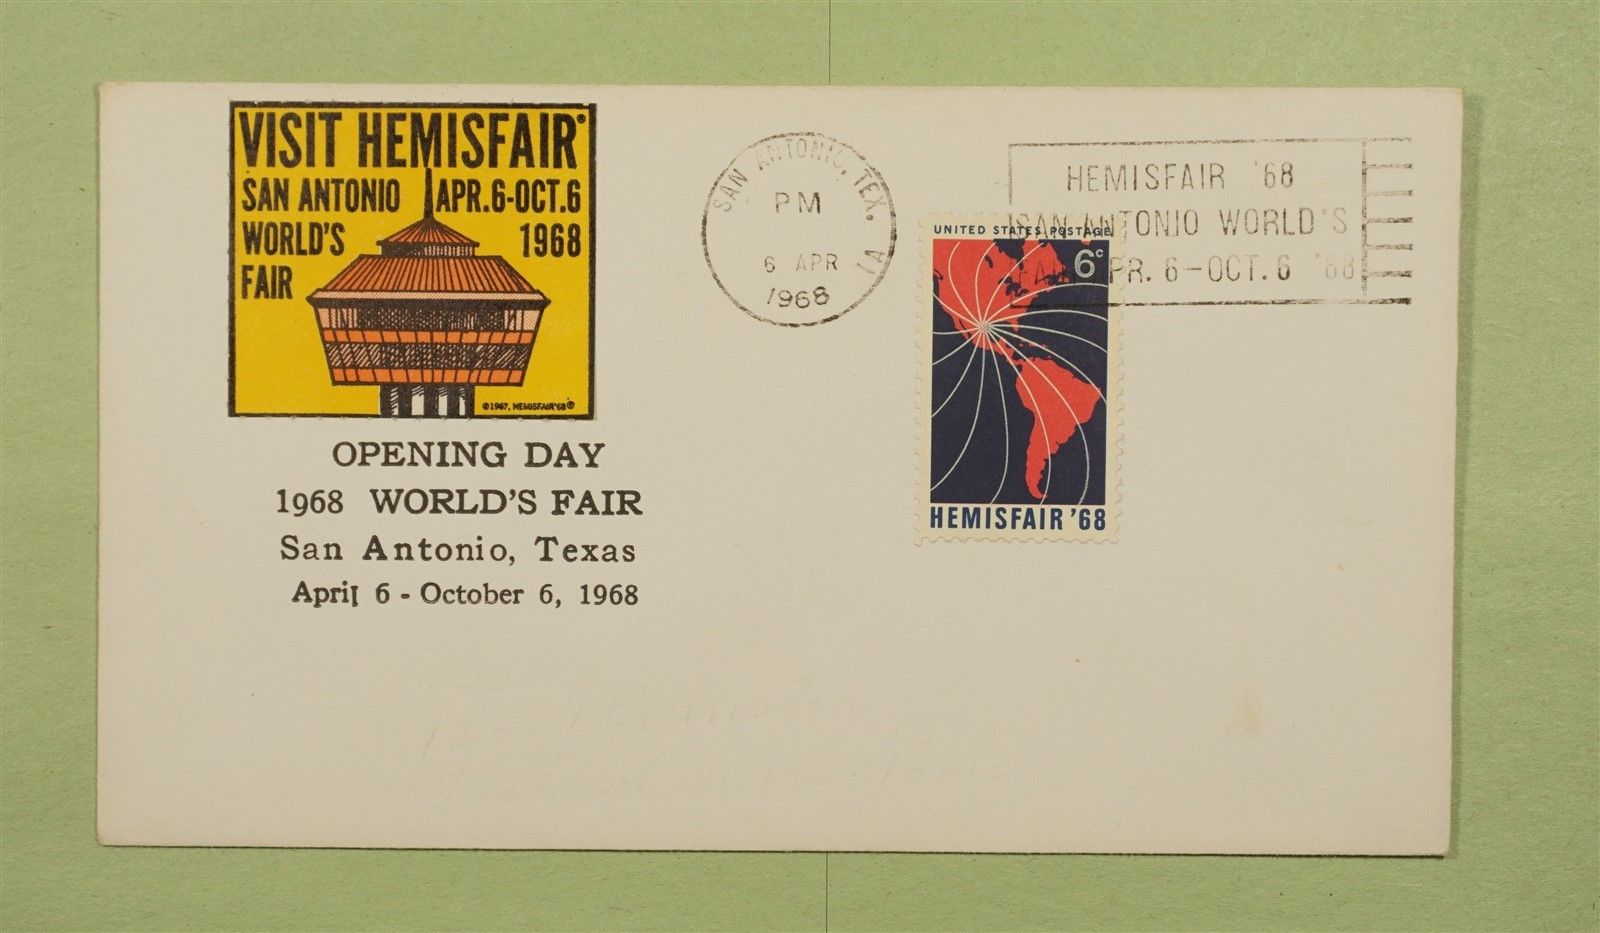 VISIT HEMISFAIR®
SAN ANTONIO APR.6-OCT.6
WORLD'S 1968
FAIR
©1967, HEMISFAIR'68®
OPENING DAY
1968 WORLD'S FAIR
San Antonio, Texas
April 6 - October 6, 1968
SAN ANTONIO, TEX.
PM
6 APR
1968
1A
HEMISFAIR '68
SAN ANTONIO WORLD'S
APR. 6-OCT. 6 '68
UNITED STATES POSTAGE
6c
HEMISFAIR '68